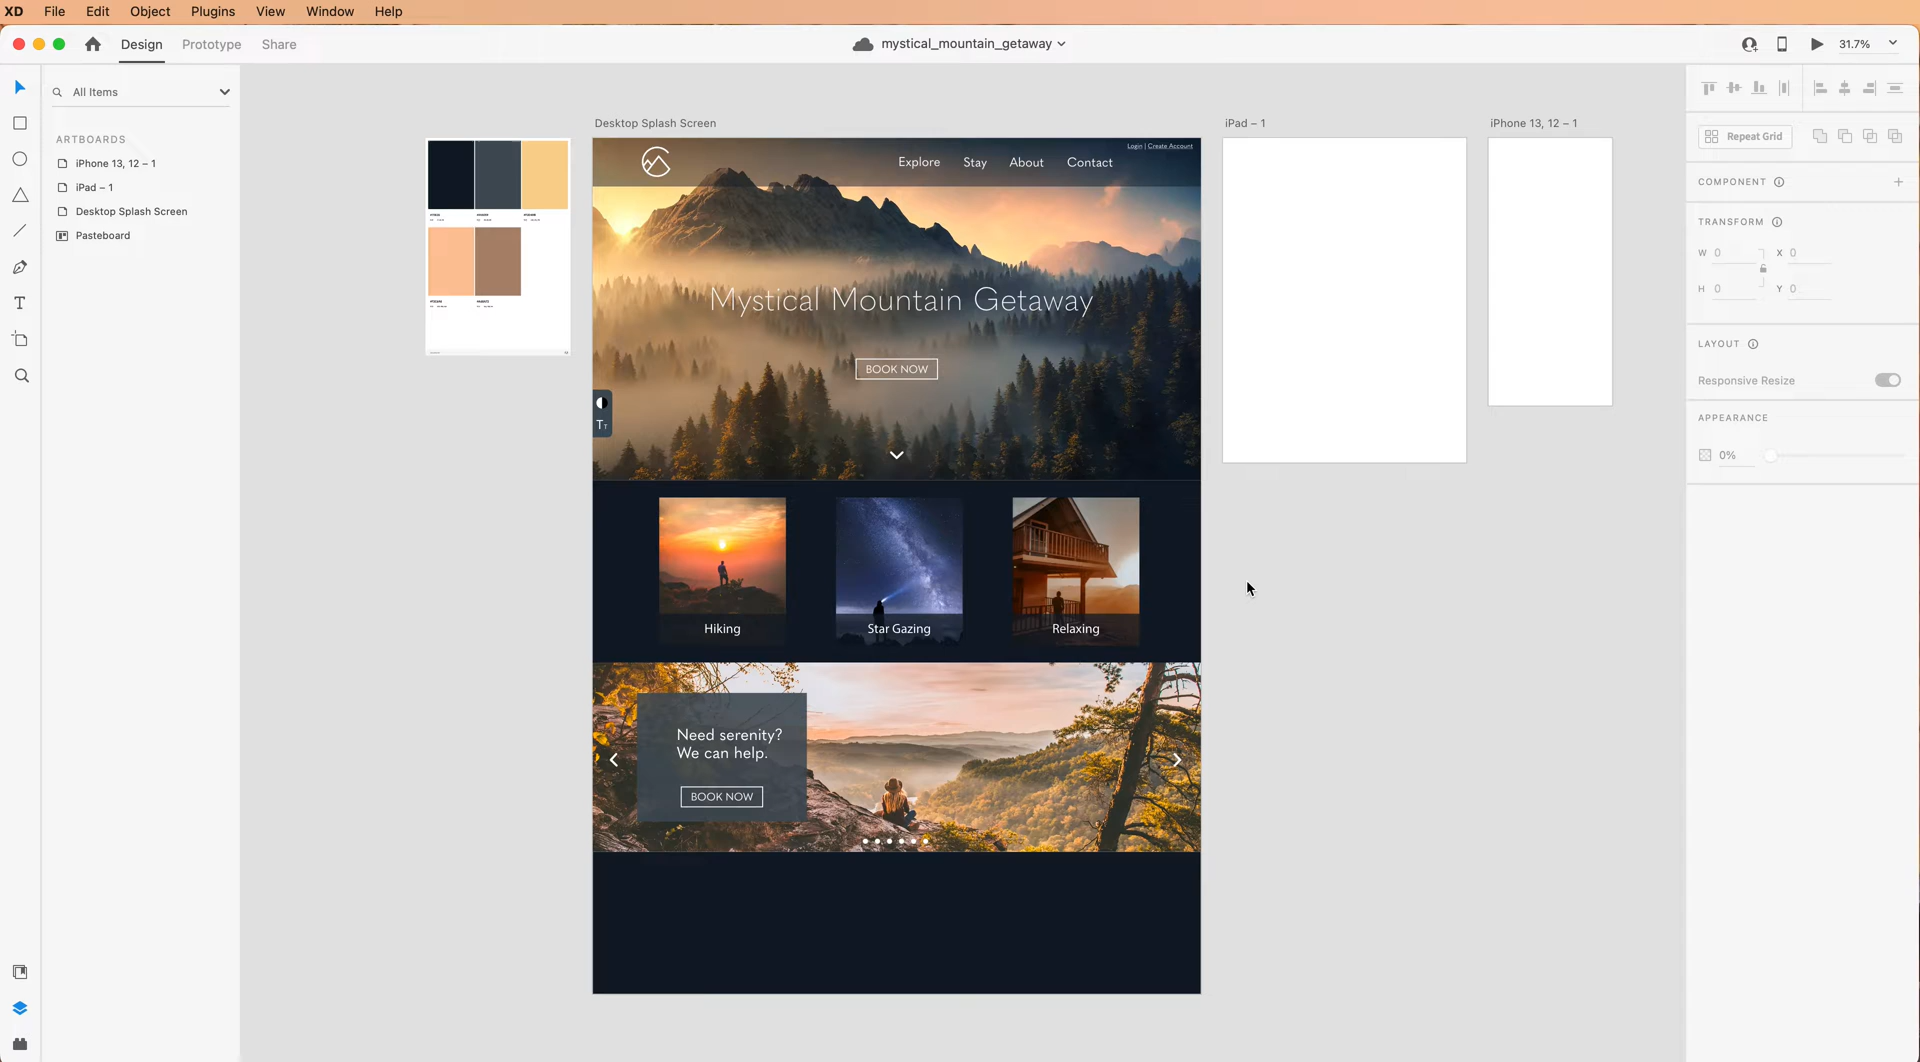 XD File Edit Object Plugins View Window Help
Design Prototype Share
mystical_mountain_getaway
31.7%
All Items
ARTBOARDS
iPhone 13, 12 – 1
iPad – 1
Desktop Splash Screen
Pasteboard
Desktop Splash Screen
Login | Create Account
Explore Stay About Contact
Mystical Mountain Getaway
BOOK NOW
TT
Hiking
Star Gazing
Relaxing
Need serenity?
We can help.
BOOK NOW
iPad – 1
iPhone 13, 12 – 1
Repeat Grid
COMPONENT
TRANSFORM
W 0 X 0
H 0 Y 0
LAYOUT
Responsive Resize
APPEARANCE
0%
T